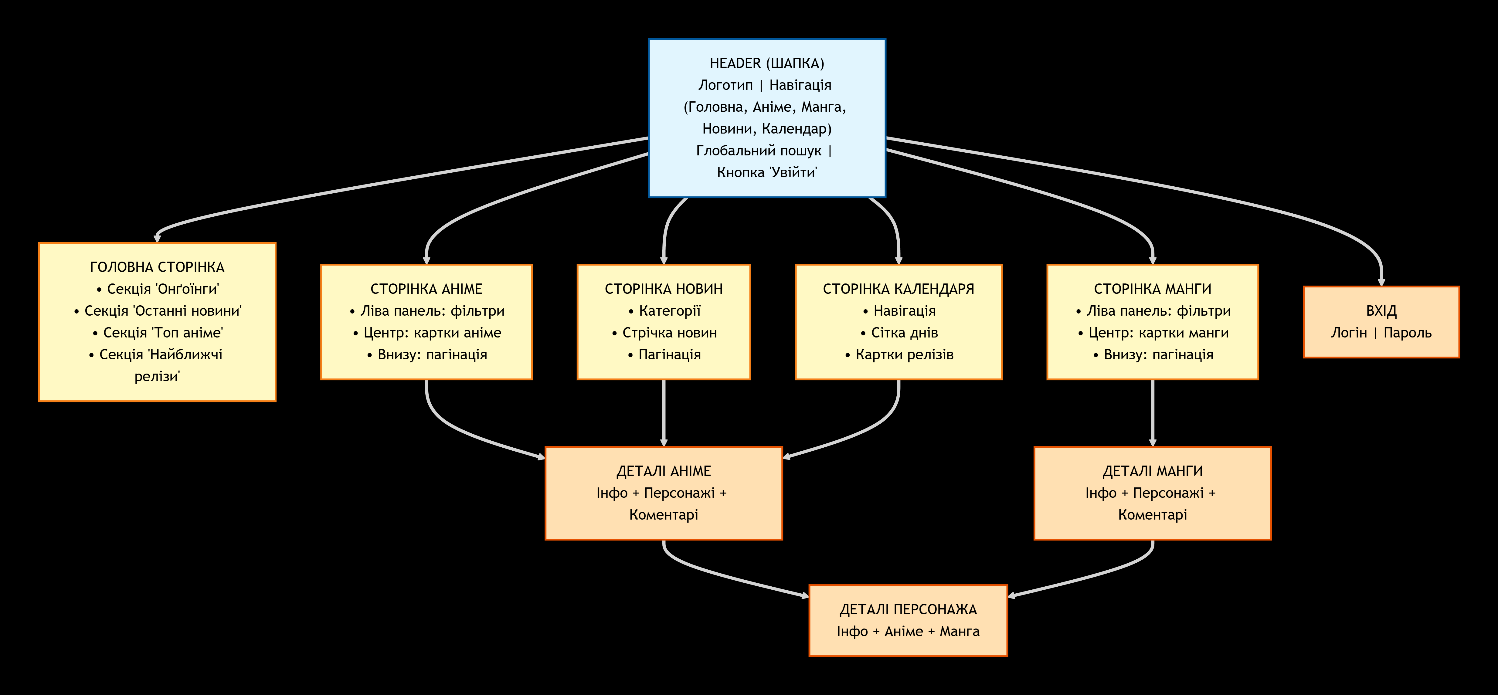 HEADER (ШАПКА)
Логотип | Навігація
(Головна, Аніме, Манга,
Новини, Календар)
Глобальний пошук |
Кнопка 'Увійти'
ГОЛОВНА СТОРІНКА
• Секція 'Онґоїнги'
• Секція 'Останні новини'
• Секція 'Топ аніме'
• Секція 'Найближчі
релізи'
СТОРІНКА АНІМЕ
• Ліва панель: фільтри
• Центр: картки аніме
• Внизу: пагінація
СТОРІНКА НОВИН
• Категорії
• Стрічка новин
• Пагінація
СТОРІНКА КАЛЕНДАРЯ
• Навігація
• Сітка днів
• Картки релізів
СТОРІНКА МАНГИ
• Ліва панель: фільтри
• Центр: картки манги
• Внизу: пагінація
ВХІД
Логін | Пароль
ДЕТАЛІ АНІМЕ
Інфо + Персонажі +
Коментарі
ДЕТАЛІ МАНГИ
Інфо + Персонажі +
Коментарі
ДЕТАЛІ ПЕРСОНАЖА
Інфо + Аніме + Манга